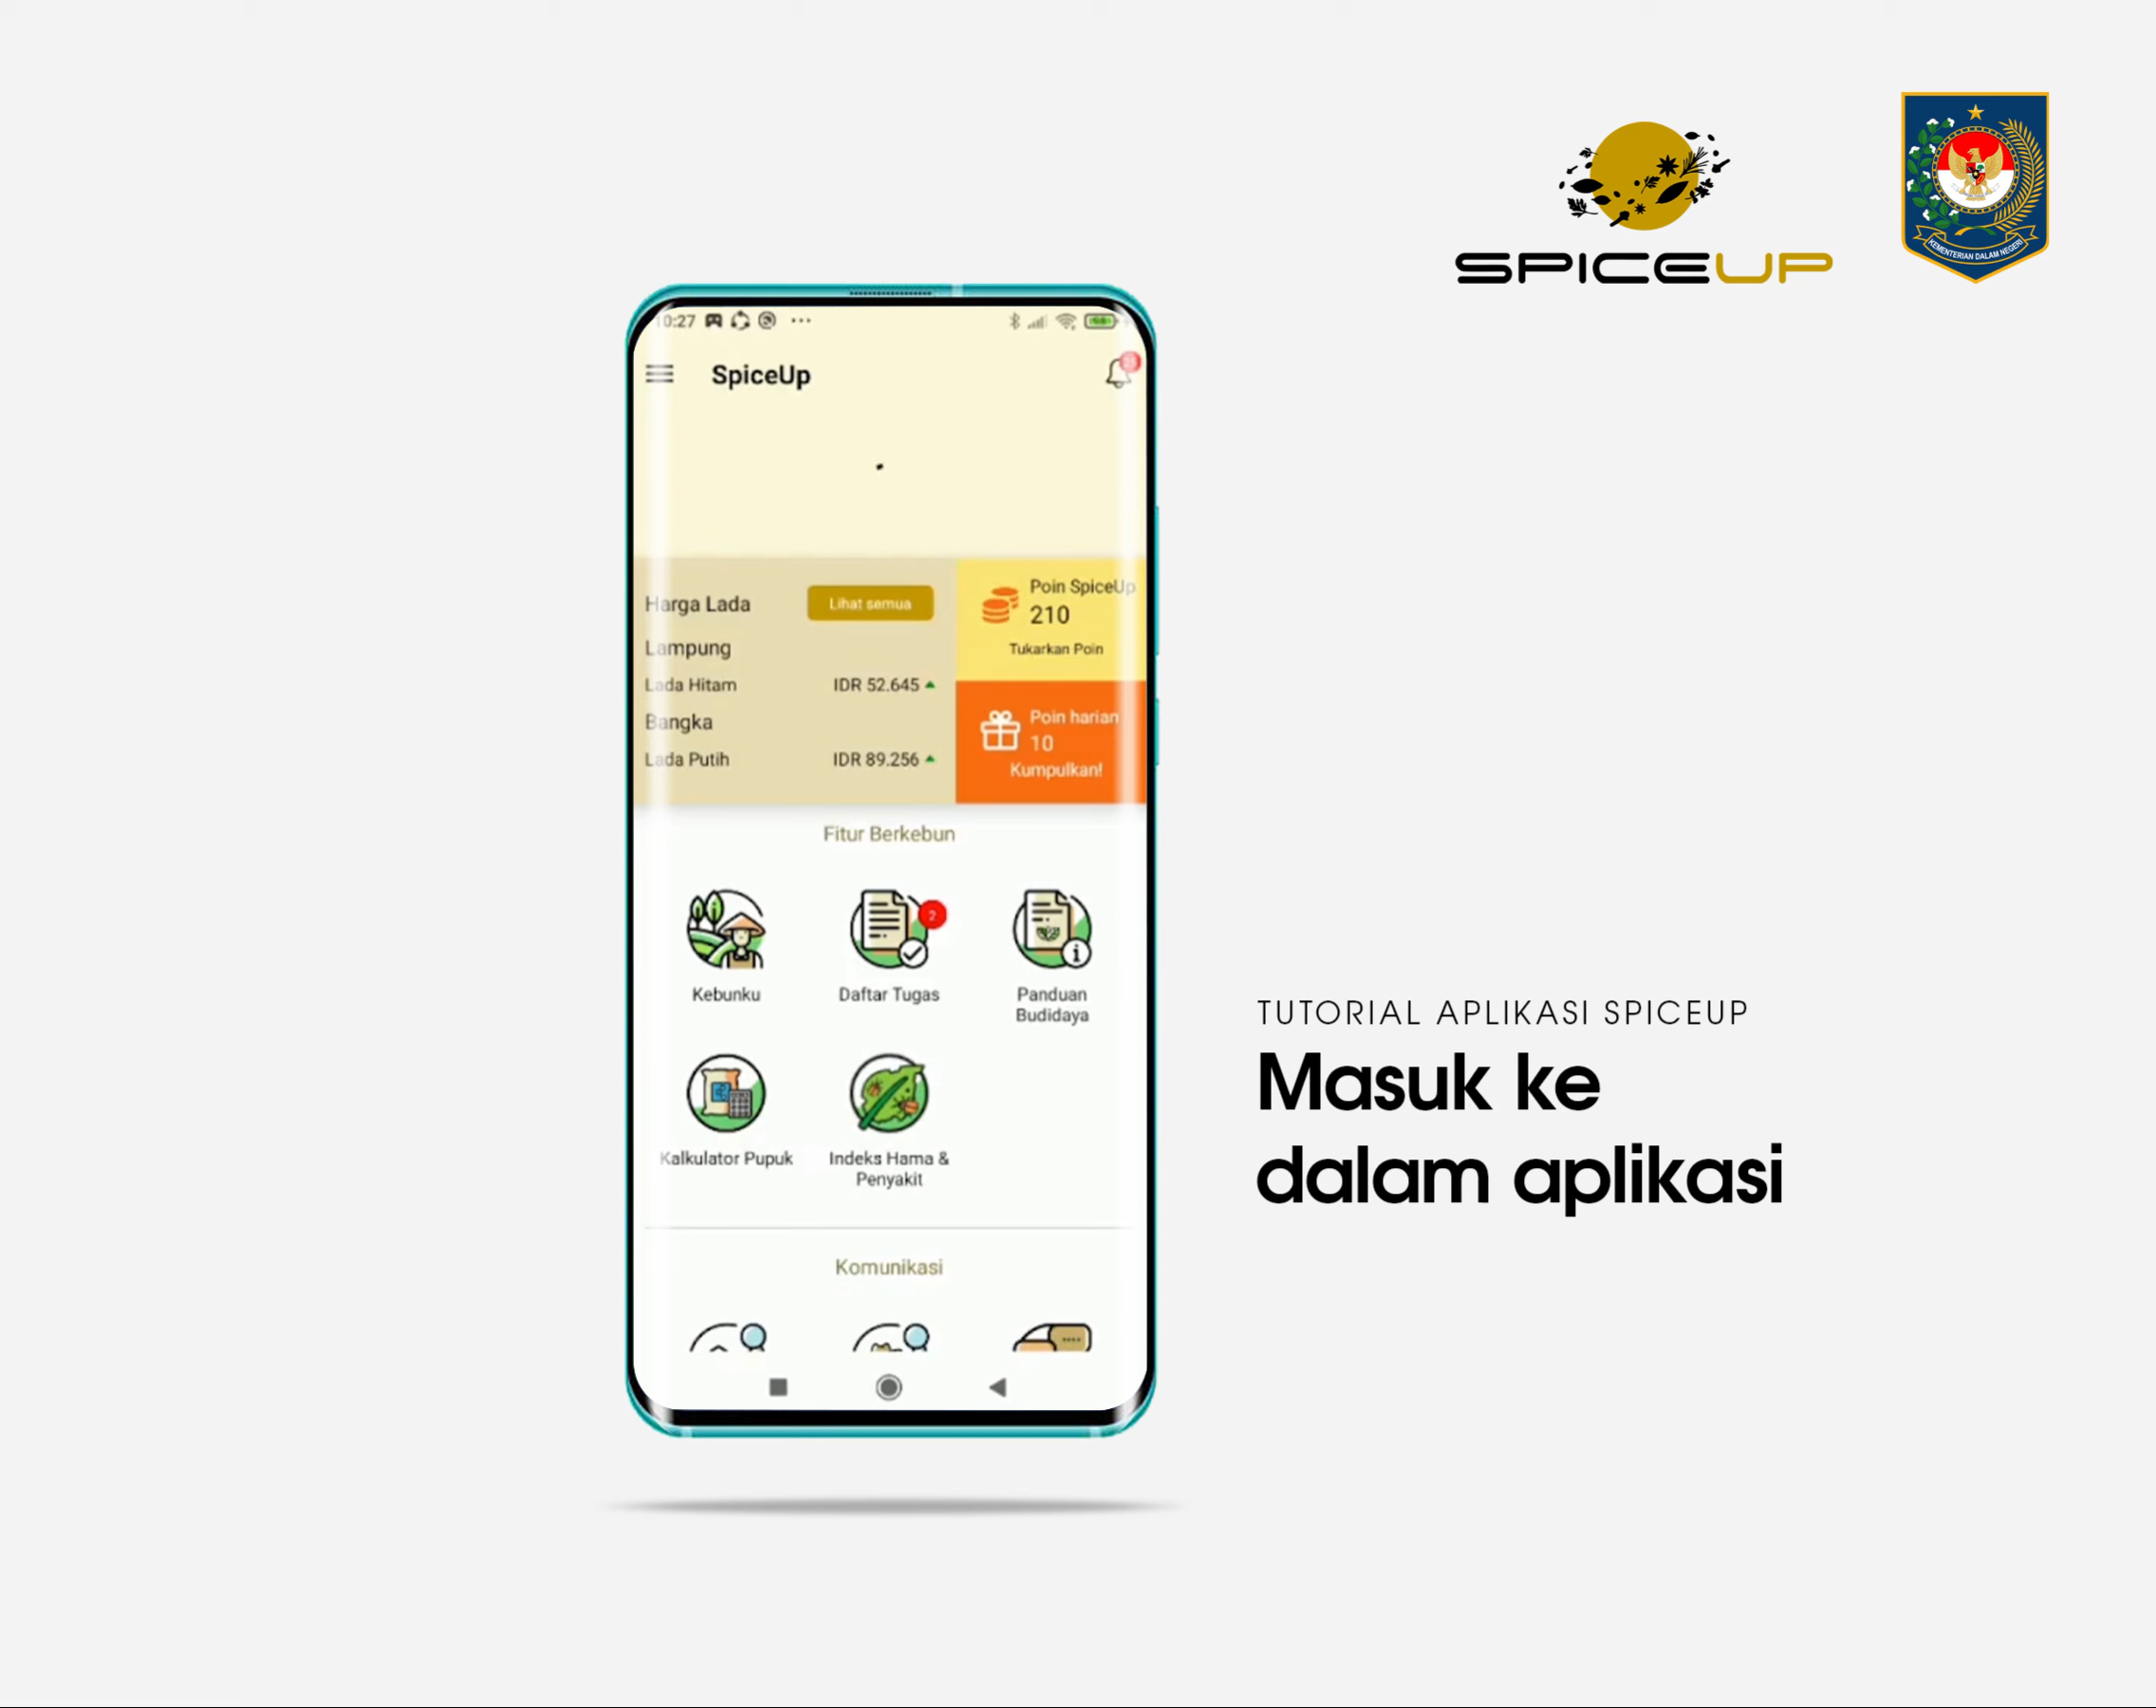 SPICEUP
KEMENTERIAN DALAM NEGERI
10:27
SpiceUp
Harga Lada
Lihat semua
Lampung
Lada Hitam
IDR 52.645
Bangka
Lada Putih
IDR 89.256
Poin SpiceUp
210
Tukarkan Poin
Poin harian
10
Kumpulkan!
Fitur Berkebun
Kebunku
2
Daftar Tugas
Panduan
Budidaya
Kalkulator Pupuk
Indeks Hama &
Penyakit
Komunikasi
TUTORIAL APLIKASI SPICEUP
Masuk ke
dalam aplikasi